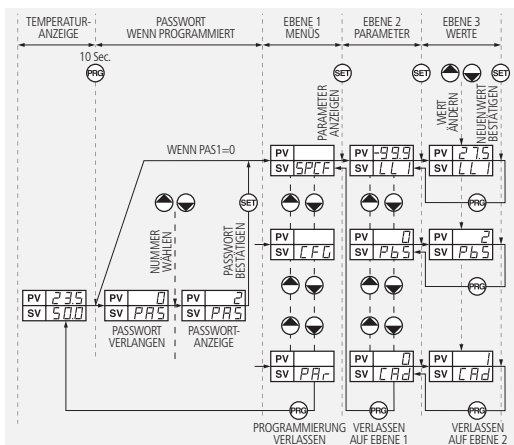 TEMPERATUR-
ANZEIGE
PASSWORT
WENN PROGRAMMIERT
EBENE 1
MENÜS
EBENE 2
PARAMETER
EBENE 3
WERTE
10 Sec.
PRG
SET
SET
SET
PARAMETER
ANZEIGEN
WERT
ÄNDERN
NEUEN WERT
BESTÄTIGEN
WENN PAS1=0
PV
SV SPCF
PV -99.9
SV LL1
PV 27.5
SV LL1
PRG
NUMMER
WÄHLEN
SET
PASSWORT
BESTÄTIGEN
PV
SV CFG
PV 0
SV PbS
PV 2
SV PbS
PRG
PV 23.5
SV 50.0
PV 0
SV PAS
PV 2
SV PAS
PASSWORT
VERLANGEN
PASSWORT-
ANZEIGE
PV
SV PAr
PV 0
SV CAd
PV 1
SV CAd
PRG
PRG
PRG
PROGRAMMIERUNG
VERLASSEN
VERLASSEN
AUF EBENE 1
VERLASSEN
AUF EBENE 2